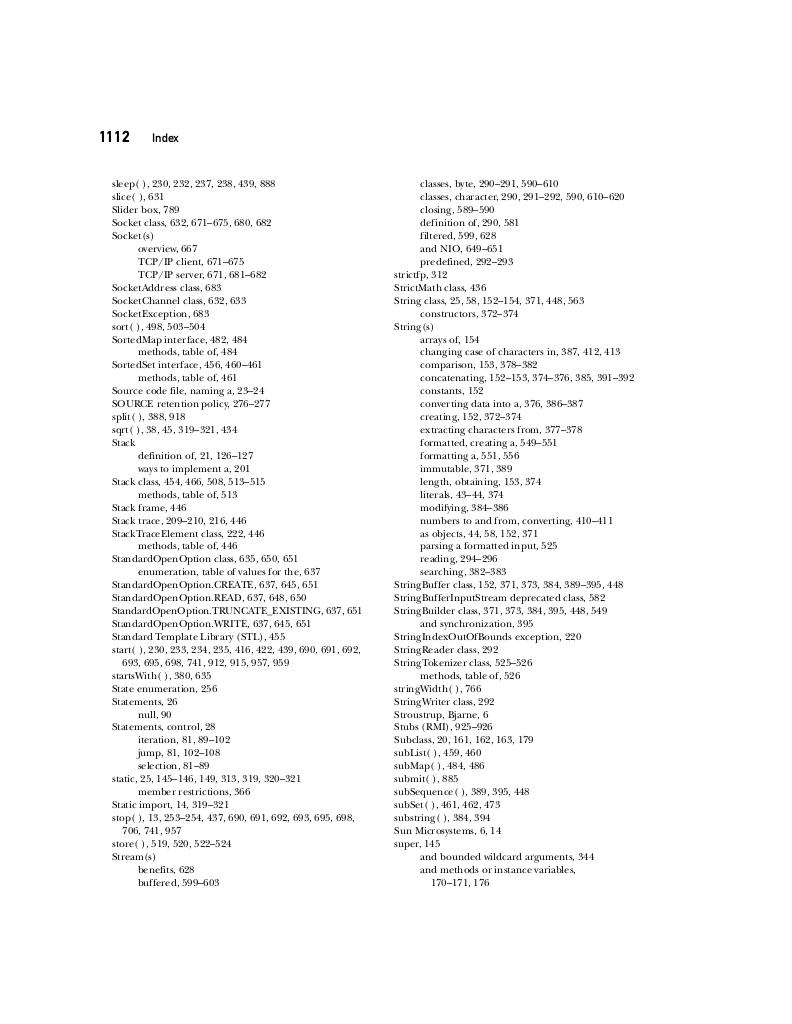 1112 Index
sleep( ), 230, 232, 237, 238, 439, 888
slice( ), 631
Slider box, 789
Socket class, 632, 671–675, 680, 682
Socket(s)
overview, 667
TCP/IP client, 671–675
TCP/IP server, 671, 681–682
SocketAddress class, 683
SocketChannel class, 632, 633
SocketException, 683
sort( ), 498, 503–504
SortedMap interface, 482, 484
methods, table of, 484
SortedSet interface, 456, 460–461
methods, table of, 461
Source code file, naming a, 23–24
SOURCE retention policy, 276–277
split( ), 388, 918
sqrt( ), 38, 45, 319–321, 434
Stack
definition of, 21, 126–127
ways to implement a, 201
Stack class, 454, 466, 508, 513–515
methods, table of, 513
Stack frame, 446
Stack trace, 209–210, 216, 446
StackTraceElement class, 222, 446
methods, table of, 446
StandardOpenOption class, 635, 650, 651
enumeration, table of values for the, 637
StandardOpenOption.CREATE, 637, 645, 651
StandardOpenOption.READ, 637, 648, 650
StandardOpenOption.TRUNCATE_EXISTING, 637, 651
StandardOpenOption.WRITE, 637, 645, 651
Standard Template Library (STL), 455
start( ), 230, 233, 234, 235, 416, 422, 439, 690, 691, 692,
693, 695, 698, 741, 912, 915, 957, 959
startsWith( ), 380, 635
State enumeration, 256
Statements, 26
null, 90
Statements, control, 28
iteration, 81, 89–102
jump, 81, 102–108
selection, 81–89
static, 25, 145–146, 149, 313, 319, 320–321
member restrictions, 366
Static import, 14, 319–321
stop( ), 13, 253–254, 437, 690, 691, 692, 693, 695, 698,
706, 741, 957
store( ), 519, 520, 522–524
Stream(s)
benefits, 628
buffered, 599–603
classes, byte, 290–291, 590–610
classes, character, 290, 291–292, 590, 610–620
closing, 589–590
definition of, 290, 581
filtered, 599, 628
and NIO, 649–651
predefined, 292–293
strictfp, 312
StrictMath class, 436
String class, 25, 58, 152–154, 371, 448, 563
constructors, 372–374
String(s)
arrays of, 154
changing case of characters in, 387, 412, 413
comparison, 153, 378–382
concatenating, 152–153, 374–376, 385, 391–392
constants, 152
converting data into a, 376, 386–387
creating, 152, 372–374
extracting characters from, 377–378
formatted, creating a, 549–551
formatting a, 551, 556
immutable, 371, 389
length, obtaining, 153, 374
literals, 43–44, 374
modifying, 384–386
numbers to and from, converting, 410–411
as objects, 44, 58, 152, 371
parsing a formatted input, 525
reading, 294–296
searching, 382–383
StringBuffer class, 152, 371, 373, 384, 389–395, 448
StringBufferInputStream deprecated class, 582
StringBuilder class, 371, 373, 384, 395, 448, 549
and synchronization, 395
StringIndexOutOfBounds exception, 220
StringReader class, 292
StringTokenizer class, 525–526
methods, table of, 526
stringWidth( ), 766
StringWriter class, 292
Stroustrup, Bjarne, 6
Stubs (RMI), 925–926
Subclass, 20, 161, 162, 163, 179
subList( ), 459, 460
subMap( ), 484, 486
submit( ), 885
subSequence( ), 389, 395, 448
subSet( ), 461, 462, 473
substring( ), 384, 394
Sun Microsystems, 6, 14
super, 145
and bounded wildcard arguments, 344
and methods or instance variables,
170–171, 176